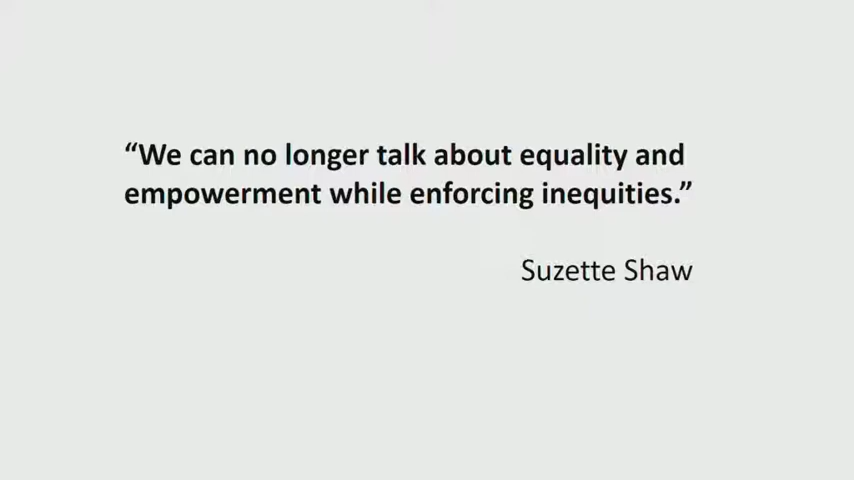 “We can no longer talk about equality and
empowerment while enforcing inequities.”
Suzette Shaw